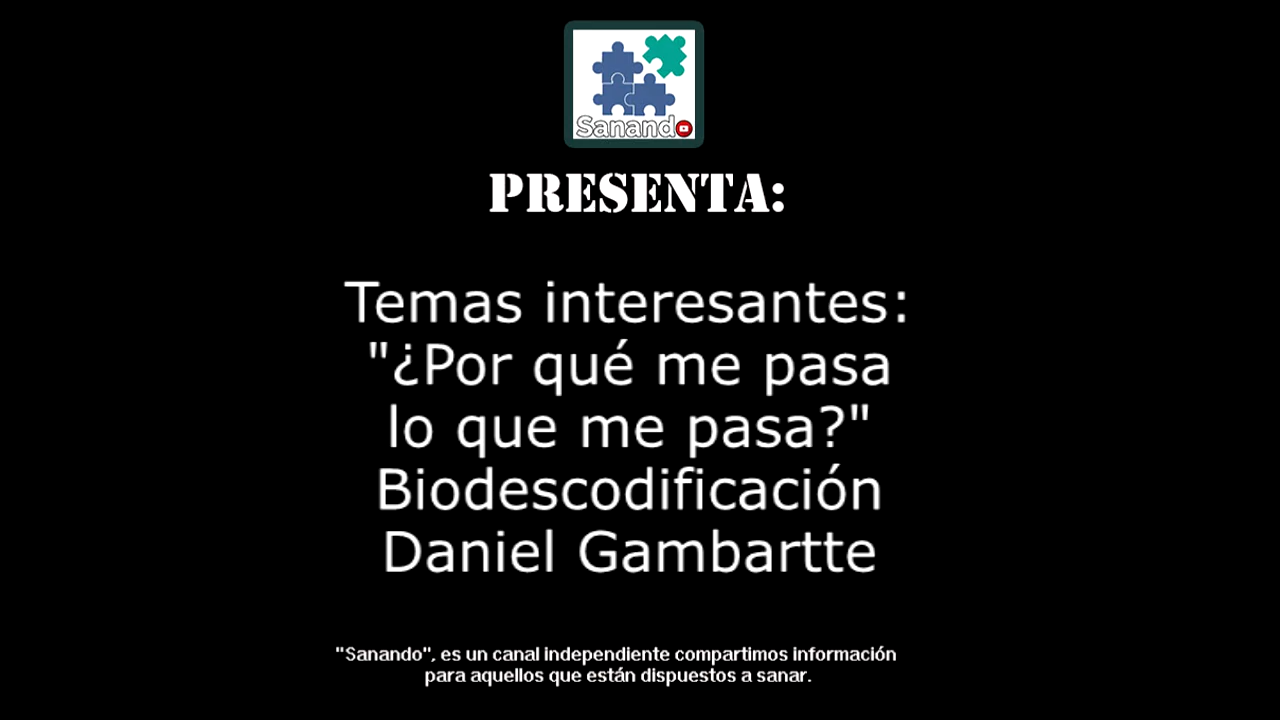 Sanando
PRESENTA:
Temas interesantes:
"¿Por qué me pasa
lo que me pasa?"
Biodescodificación
Daniel Gambartte
"Sanando", es un canal independiente compartimos información
para aquellos que están dispuestos a sanar.